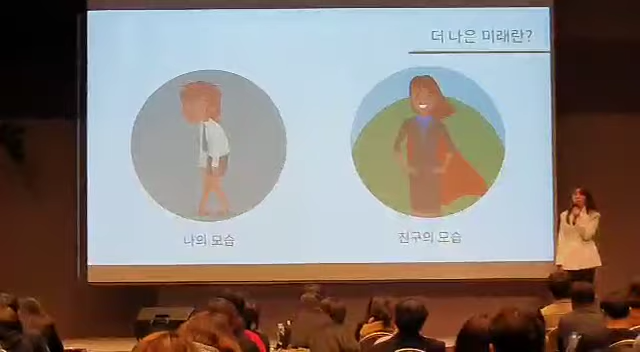 더 나은 미래란?
나의 모습
친구의 모습